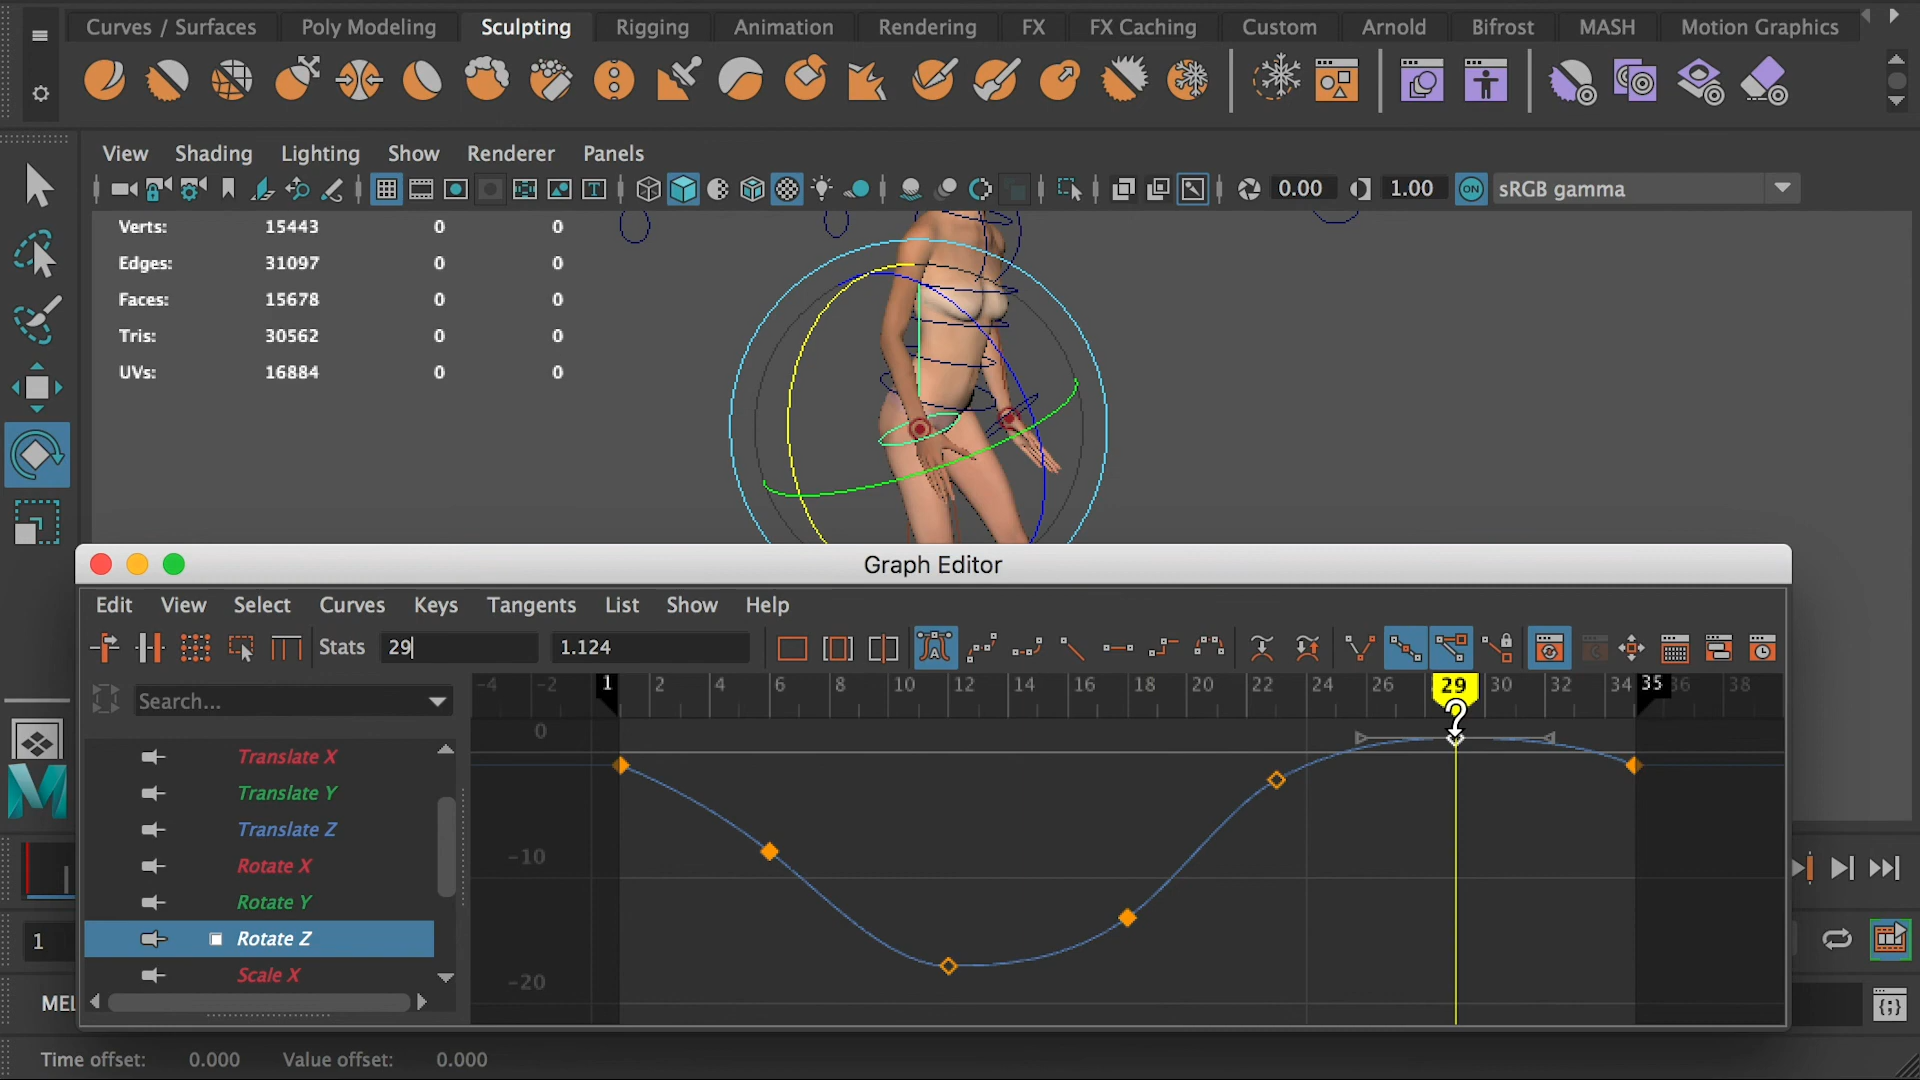 Curves / Surfaces Poly Modeling Sculpting Rigging Animation Rendering FX FX Caching Custom Arnold Bifrost MASH Motion Graphics
View Shading Lighting Show Renderer Panels
0.00 1.00 ON sRGB gamma
Verts: 15443 0 0
Edges: 31097 0 0
Faces: 15678 0 0
Tris: 30562 0 0
UVs: 16884 0 0
Graph Editor
Edit View Select Curves Keys Tangents List Show Help
Stats 29 1.124
Search...
-4 -2 1 2 4 6 8 10 12 14 16 18 20 22 24 26 29 30 32 34 35 36 38
0
-10
-20
Translate X
Translate Y
Translate Z
Rotate X
Rotate Y
Rotate Z
Scale X
1
MEL
Time offset: 0.000 Value offset: 0.000